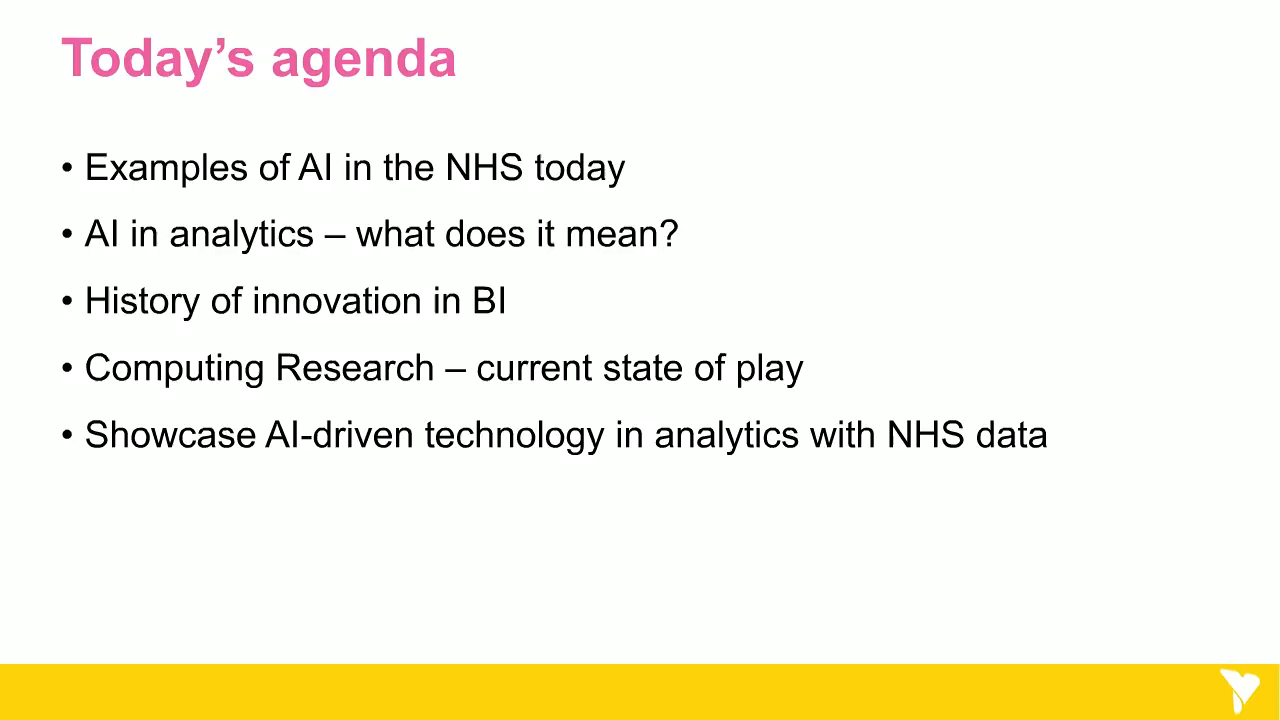 Today’s agenda
• Examples of AI in the NHS today
• AI in analytics – what does it mean?
• History of innovation in BI
• Computing Research – current state of play
• Showcase AI-driven technology in analytics with NHS data